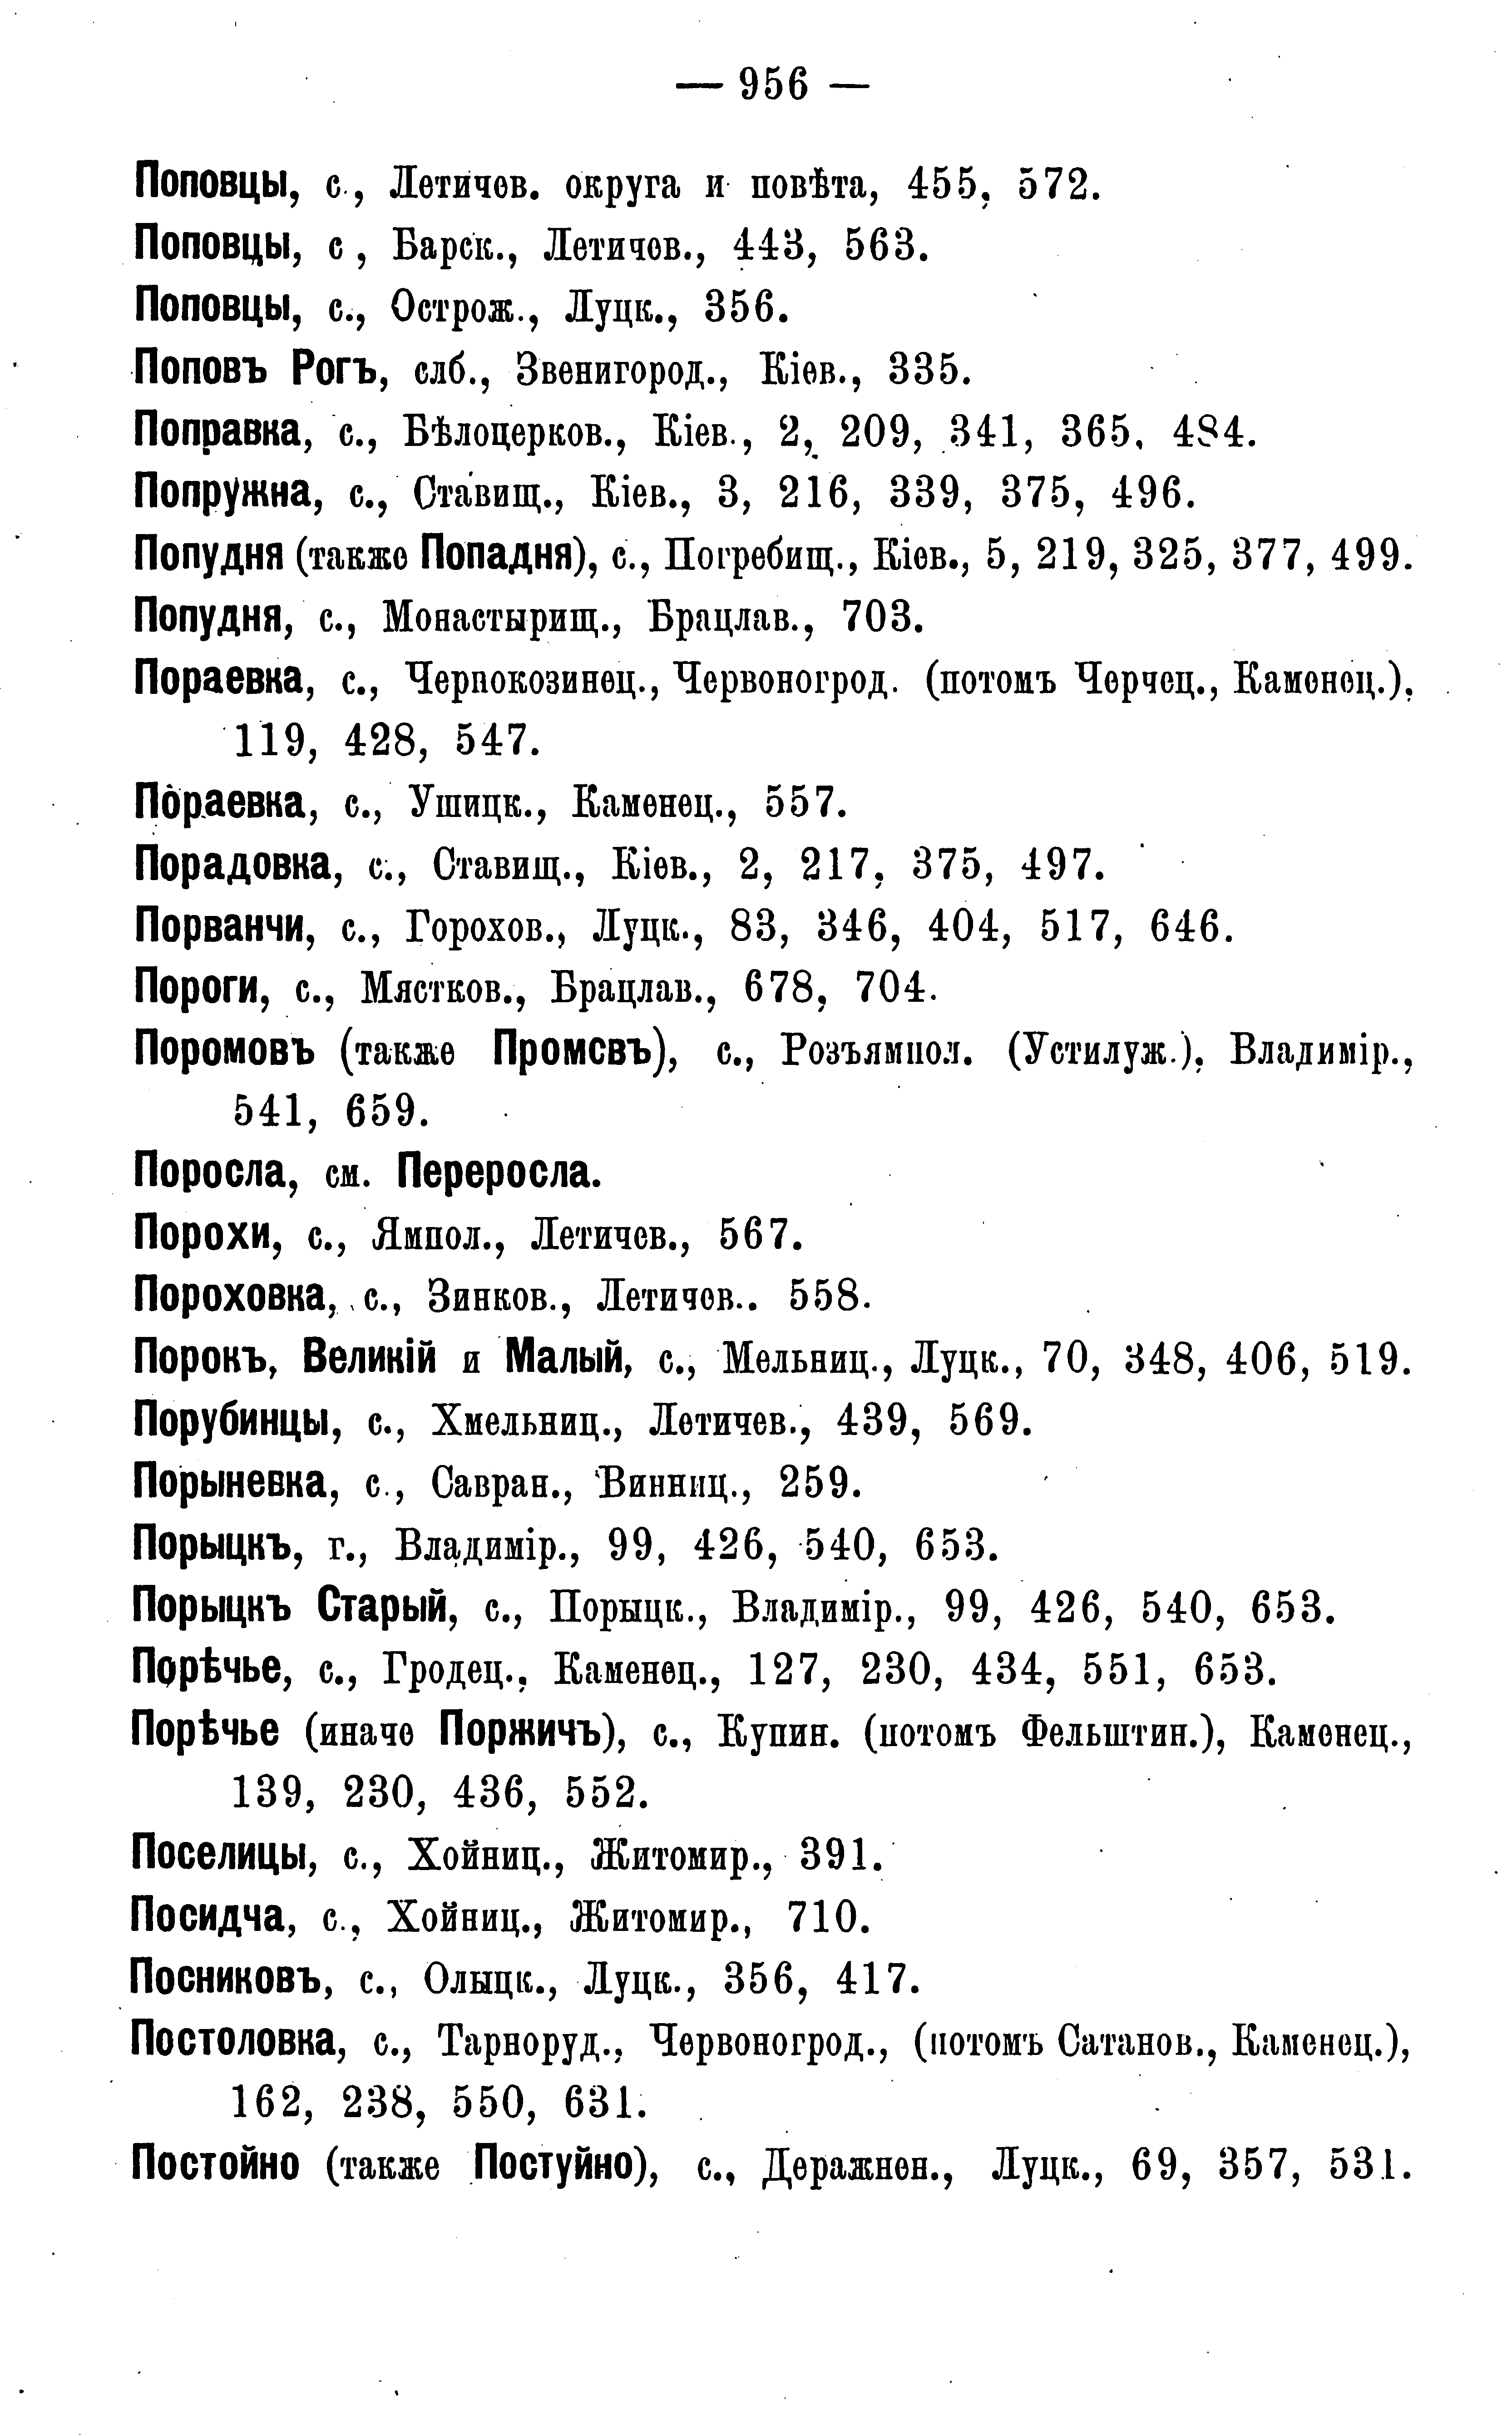 — 956 —
Поповцы, с., Летичев. округа и повѣта, 455, 572.
Поповцы, с , Барск., Летичев., 443, 563.
Поповцы, с., Острож., Луцк., 356.
Поповъ Рогъ, слб., Звенигород., Кіев., 335.
Поправка, с., Бѣлоцерков., Кіев., 2, 209, 341, 365, 484.
Попружна, с., Ставищ., Кіев., 3, 216, 339, 375, 496.
Попудня (также Попадня), с., Погребищ., Кіев., 5, 219, 325, 377, 499.
Попудня, с., Монастырищ., Брацлав., 703.
Пораевка, с., Чернокозинец., Червоногрод. (потомъ Черчец., Каменец.),
119, 428, 547.
Пораевка, с., Ушицк., Каменец., 557.
Порадовка, с., Ставищ., Кіев., 2, 217, 375, 497.
Порванчи, с., Горохов., Луцк., 83, 346, 404, 517, 646.
Пороги, с., Мястков., Брацлав., 678, 704.
Поромовъ (также Промсвъ), с., Розъямпол. (Устилуж.), Владимір.,
541, 659.
Поросла, см. Переросла.
Порохи, с., Ямпол., Летичев., 567.
Пороховка, с., Зинков., Летичев.. 558.
Порокъ, Великій и Малый, с., Мельниц., Луцк., 70, 348, 406, 519.
Порубинцы, с., Хмельниц., Летичев., 439, 569.
Порыневка, с., Савран., Винниц., 259.
Порыцкъ, г., Владимір., 99, 426, 540, 653.
Порыцкъ Старый, с., Порыцк., Владимір., 99, 426, 540, 653.
Порѣчье, с., Гродец., Каменец., 127, 230, 434, 551, 653.
Порѣчье (иначе Поржичъ), с., Купин. (потомъ Фельштин.), Каменец.,
139, 230, 436, 552.
Поселицы, с., Хойниц., Житомир., 391.
Посидча, с., Хойниц., Житомир., 710.
Посниковъ, с., Олыцк., Луцк., 356, 417.
Постоловка, с., Тарноруд., Червоногрод., (потомъ Сатанов., Каменец.),
162, 238, 550, 631.
Постойно (также Постуйно), с., Деражнен., Луцк., 69, 357, 531.